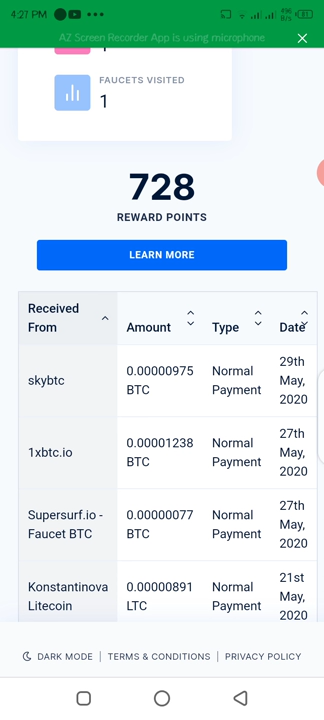 4:27 PM
496 B/s 81
AZ Screen Recorder App is using microphone
1
FAUCETS VISITED
1
728
REWARD POINTS
LEARN MORE
Received From Amount Type Date
skybtc 0.00000975 BTC Normal Payment 29th May, 2020
1xbtc.io 0.00001238 BTC Normal Payment 27th May, 2020
Supersurf.io - Faucet BTC 0.00000077 BTC Normal Payment 27th May, 2020
Konstantinova Litecoin 0.00000891 LTC Normal Payment 21st May, 2020
DARK MODE | TERMS & CONDITIONS | PRIVACY POLICY